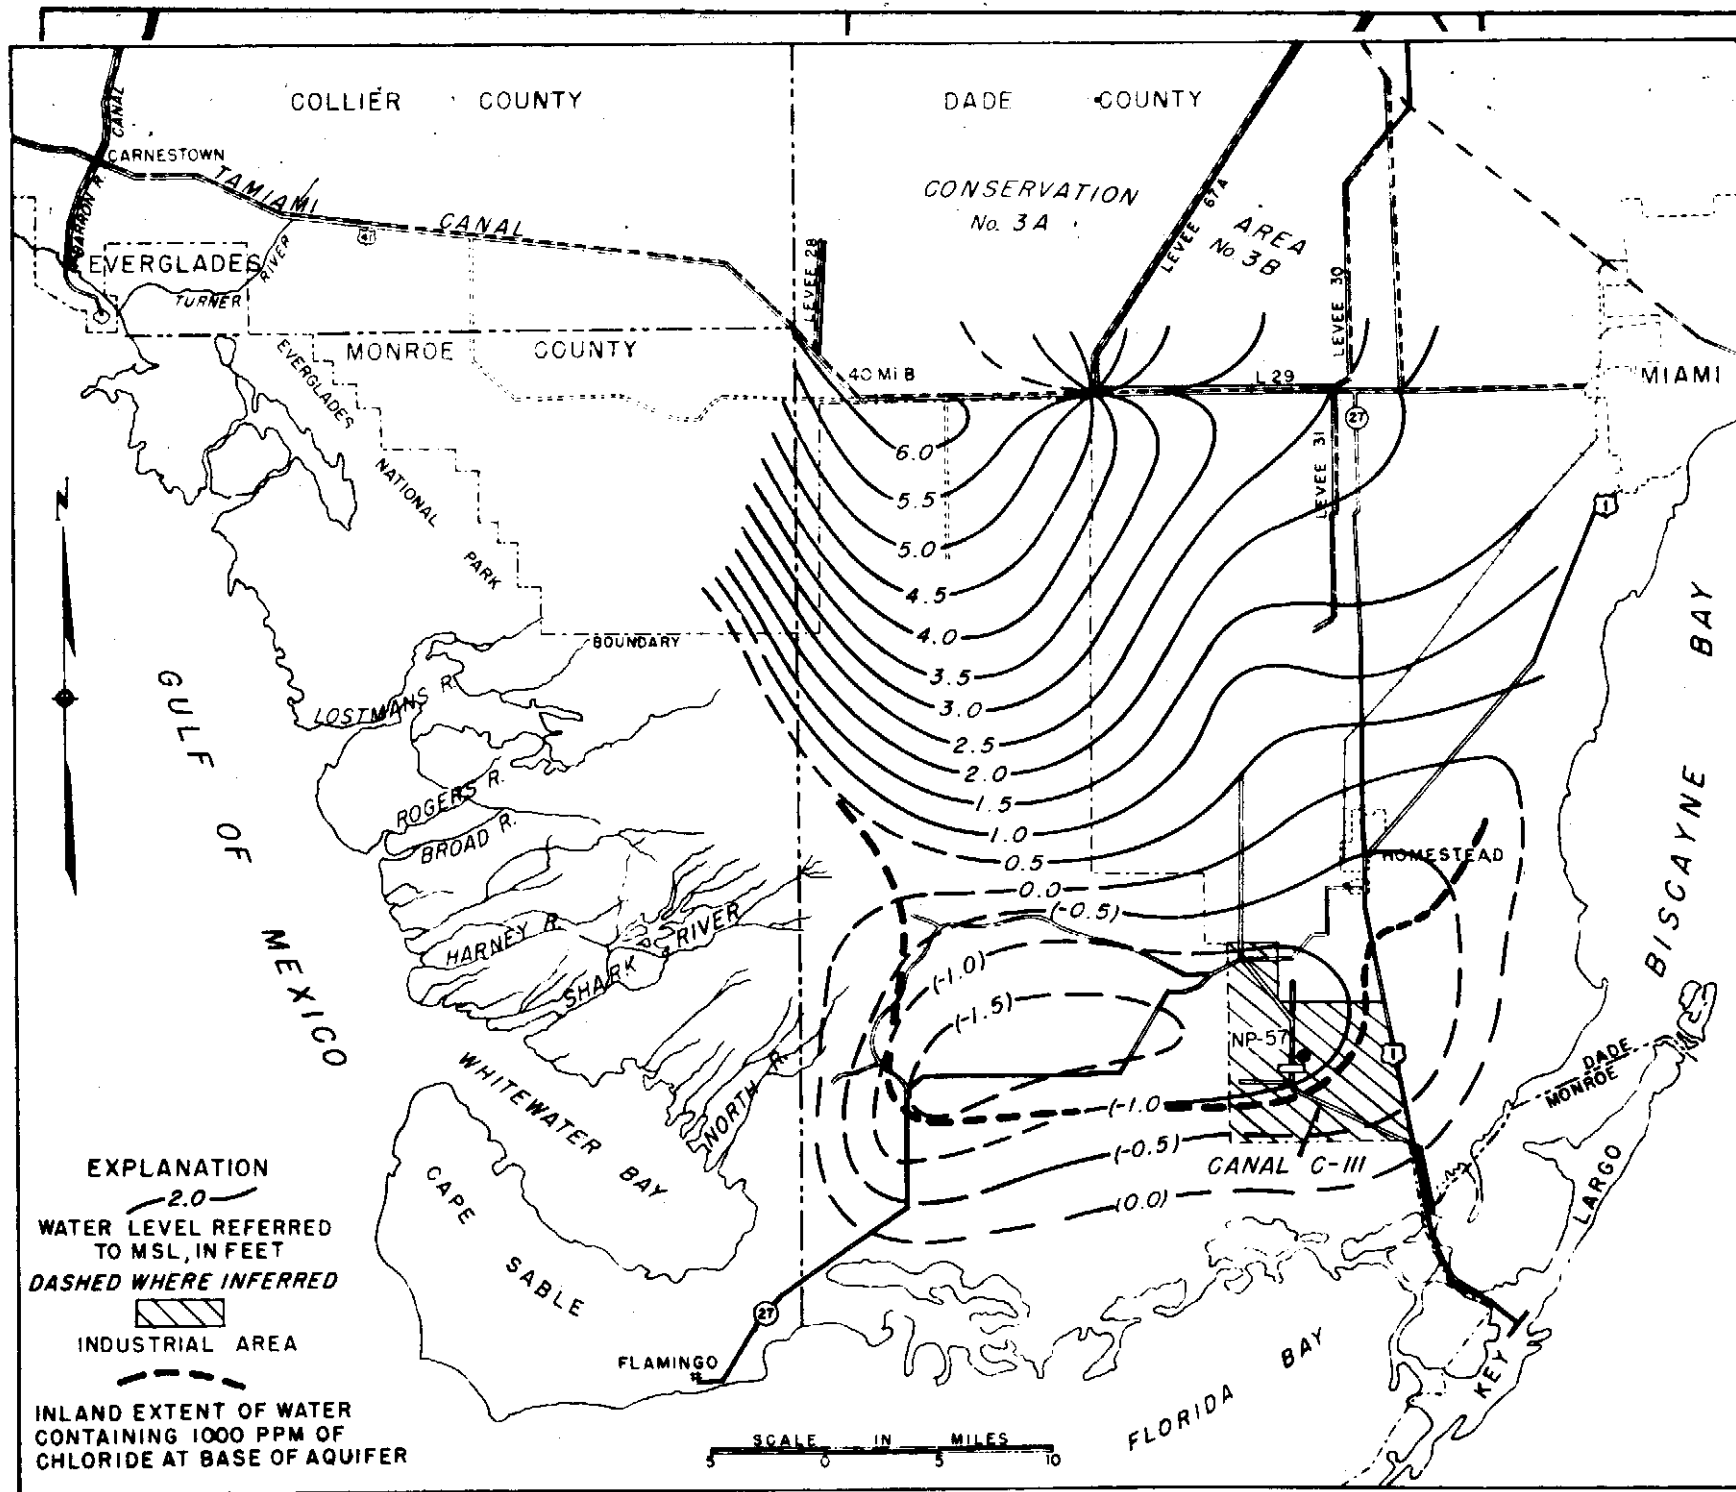 COLLIER COUNTY
DADE COUNTY
CANAL
CARNESTOWN
BARRON R.
TAMIAMI
CANAL
41
CONSERVATION
No. 3A
AREA
No. 3B
LEVEE 67A
LEVEE 28
LEVEE 30
EVERGLADES
TURNER
RIVER
MONROE COUNTY
EVERGLADES
NATIONAL
PARK
BOUNDARY
40 Mi B
L 29
MIAMI
27
LEVEE 31
1
6.0
5.5
5.0
4.5
4.0
3.5
3.0
2.5
2.0
1.5
1.0
0.5
0.0
(-0.5)
(-1.0)
(-1.5)
N
GULF OF MEXICO
LOSTMANS R.
ROGERS R.
BROAD R.
HARNEY R.
SHARK RIVER
NORTH R.
WHITEWATER BAY
CAPE SABLE
HOMESTEAD
BISCAYNE BAY
NP-57
1
DADE
MONROE
(-1.0
(-0.5)
(0.0)
CANAL C-111
KEY LARGO
27
FLAMINGO
FLORIDA BAY
EXPLANATION
2.0
WATER LEVEL REFERRED
TO MSL, IN FEET
DASHED WHERE INFERRED
INDUSTRIAL AREA
INLAND EXTENT OF WATER
CONTAINING 1000 PPM OF
CHLORIDE AT BASE OF AQUIFER
SCALE IN MILES
5 0 5 10